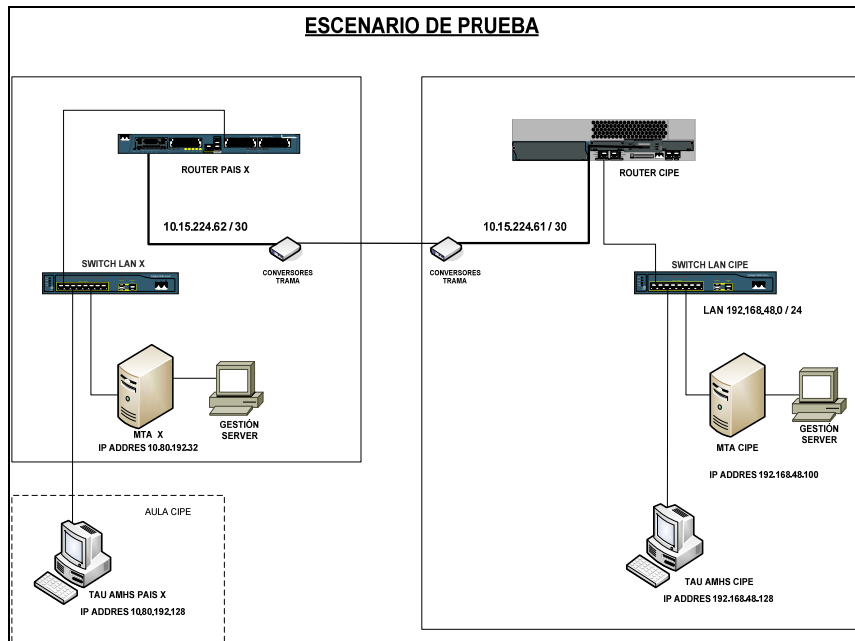 ESCENARIO DE PRUEBA
ROUTER PAIS X
ROUTER CIPE
10.15.224.62 / 30
10.15.224.61 / 30
CONVERSORES
TRAMA
CONVERSORES
TRAMA
SWITCH LAN X
SWITCH LAN CIPE
LAN 192.168.48.0 / 24
MTA X
IP ADDRES 10.80.192.32
GESTIÓN
SERVER
MTA CIPE
GESTIÓN
SERVER
IP ADDRES 192.168.48.100
AULA CIPE
TAU AMHS PAIS X
IP ADDRES 10.80.192.128
TAU AMHS CIPE
IP ADDRES 192.168.48.128